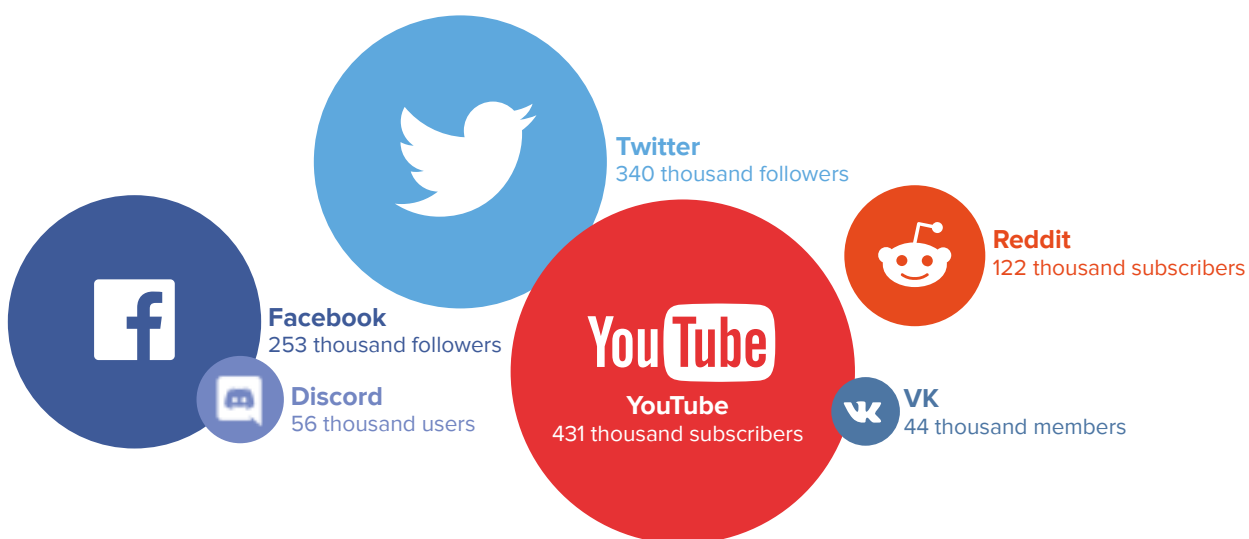 Twitter
340 thousand followers
Reddit
122 thousand subscribers
Facebook
253 thousand followers
YouTube
YouTube
431 thousand subscribers
Discord
56 thousand users
VK
44 thousand members